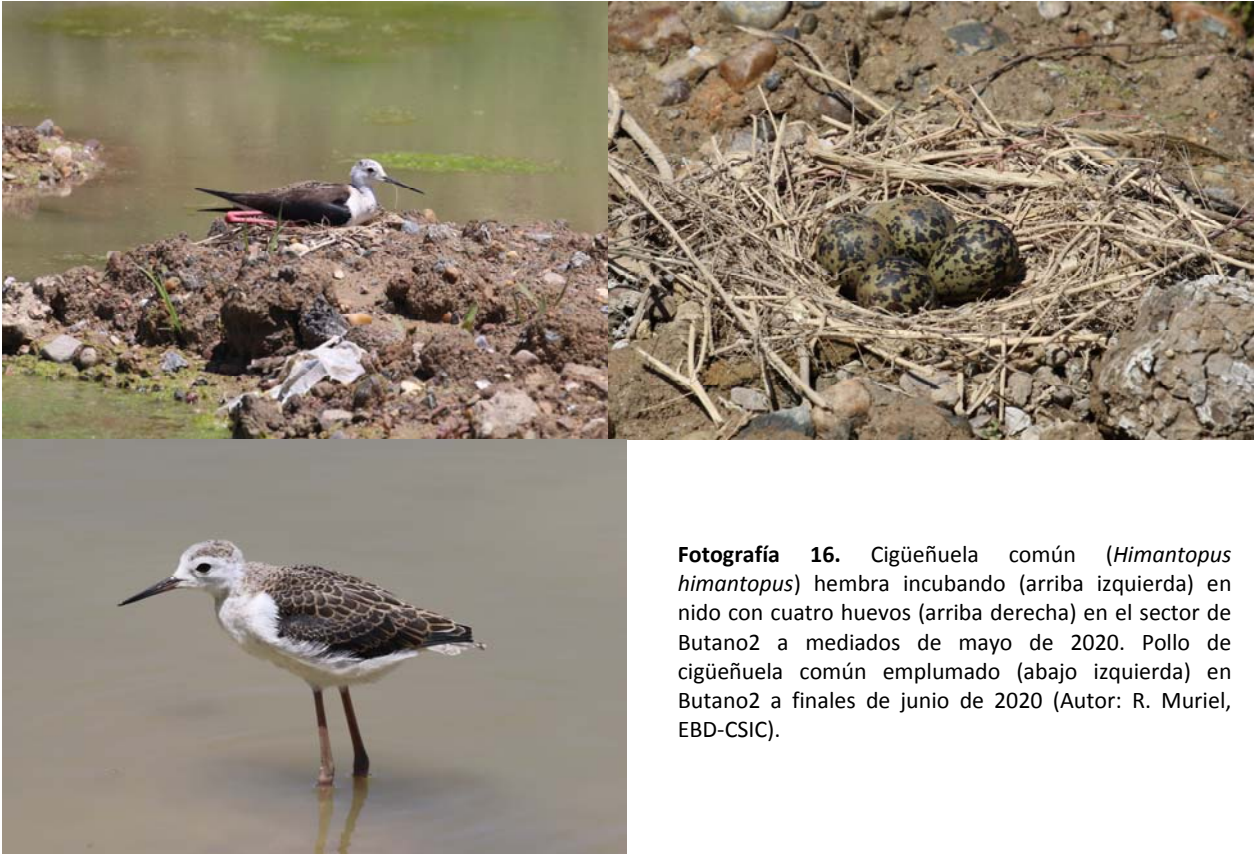 Fotografía 16. Cigüeñuela común (Himantopus
himantopus) hembra incubando (arriba izquierda) en
nido con cuatro huevos (arriba derecha) en el sector de
Butano2 a mediados de mayo de 2020. Pollo de
cigüeñuela común emplumado (abajo izquierda) en
Butano2 a finales de junio de 2020 (Autor: R. Muriel,
EBD-CSIC).